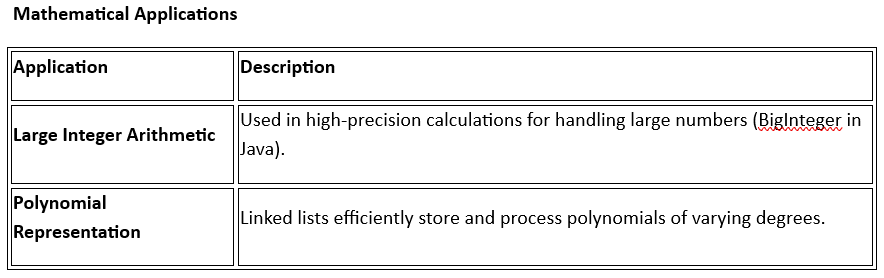 Mathematical Applications
Application
Description
Large Integer Arithmetic
Used in high-precision calculations for handling large numbers (BigInteger in
Java).
Polynomial
Representation
Linked lists efficiently store and process polynomials of varying degrees.